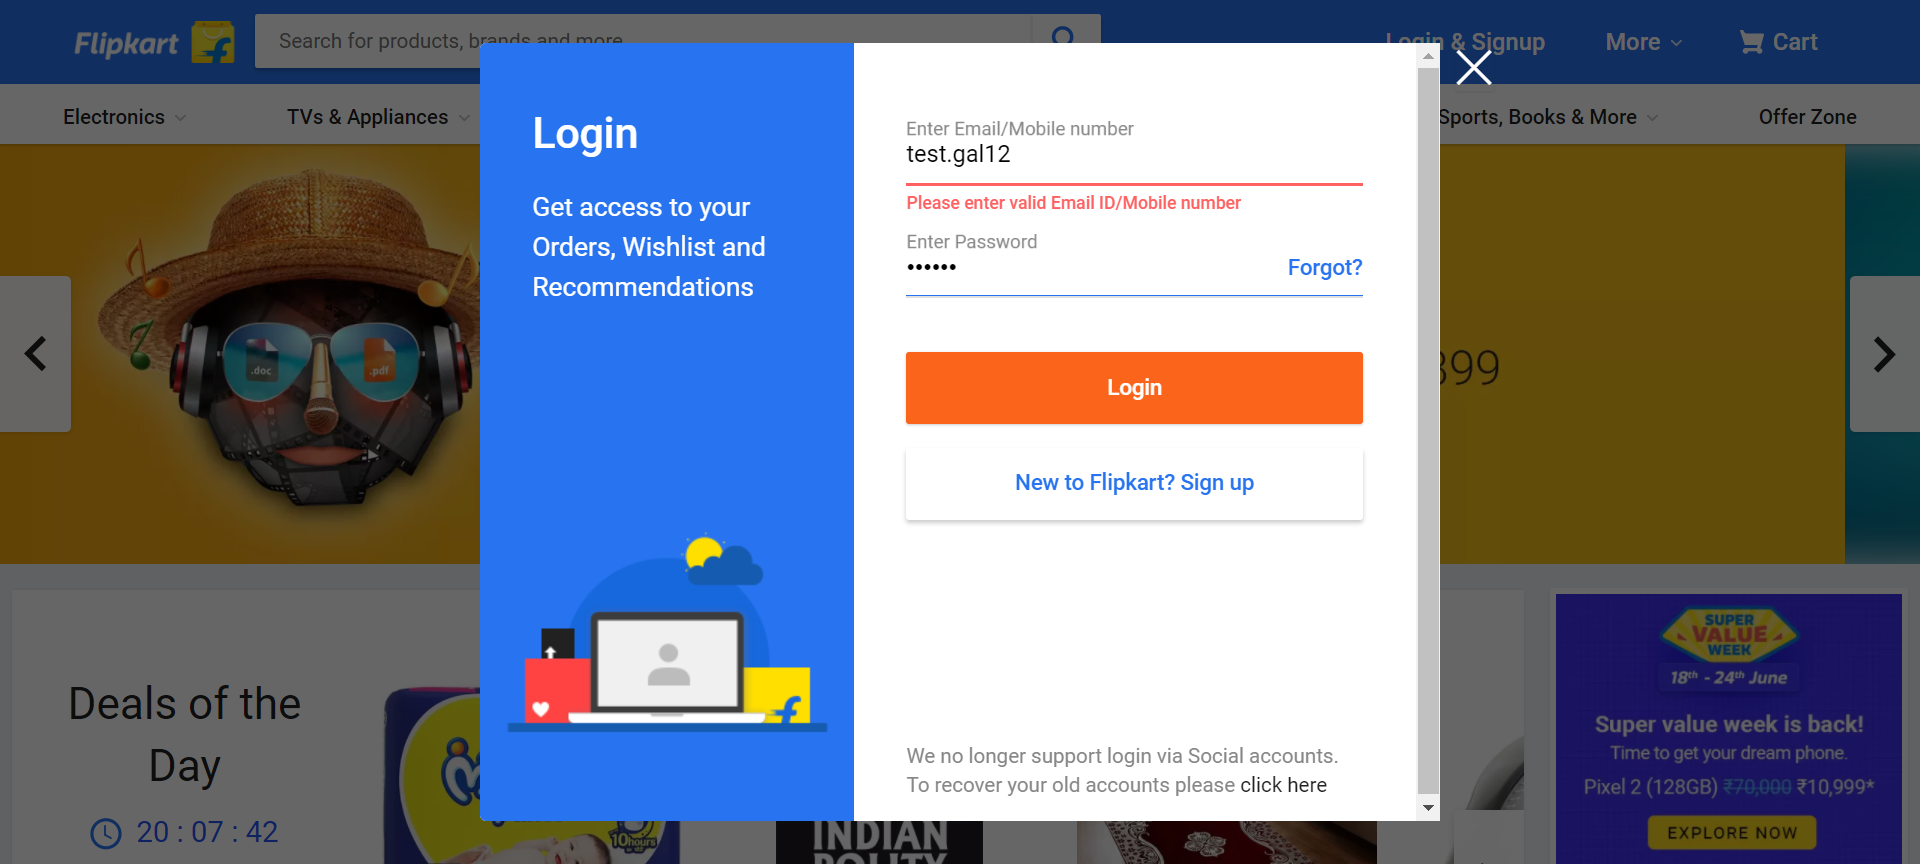 Flipkart
Search for products, brands and more
Login & Signup
More
Cart
Electronics
TVs & Appliances
Sports, Books & More
Offer Zone
Login
Get access to your
Orders, Wishlist and
Recommendations
Enter Email/Mobile number
test.gal12
Please enter valid Email ID/Mobile number
Enter Password
••••••
Forgot?
Login
New to Flipkart? Sign up
We no longer support login via Social accounts.
To recover your old accounts please click here
.doc
.pdf
399
Deals of the
Day
20 : 07 : 42
10hours
INDIAN
POLITY
SUPER
VALUE
WEEK
18th - 24th June
Super value week is back!
Time to get your dream phone.
Pixel 2 (128GB) ₹70,000 ₹10,999*
EXPLORE NOW